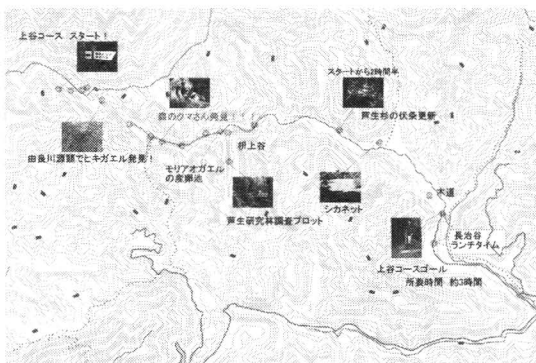 上谷コース スタート！
スタートから2時間半
森のクマさん発見！！
芦生杉の伏条更新
枡上谷
由良川源頭でヒキガエル発見！
モリアオガエル
の産卵池
シカネット
木道
芦生研究林調査プロット
長治谷
ランチタイム
上谷コースゴール
所要時間 約3時間